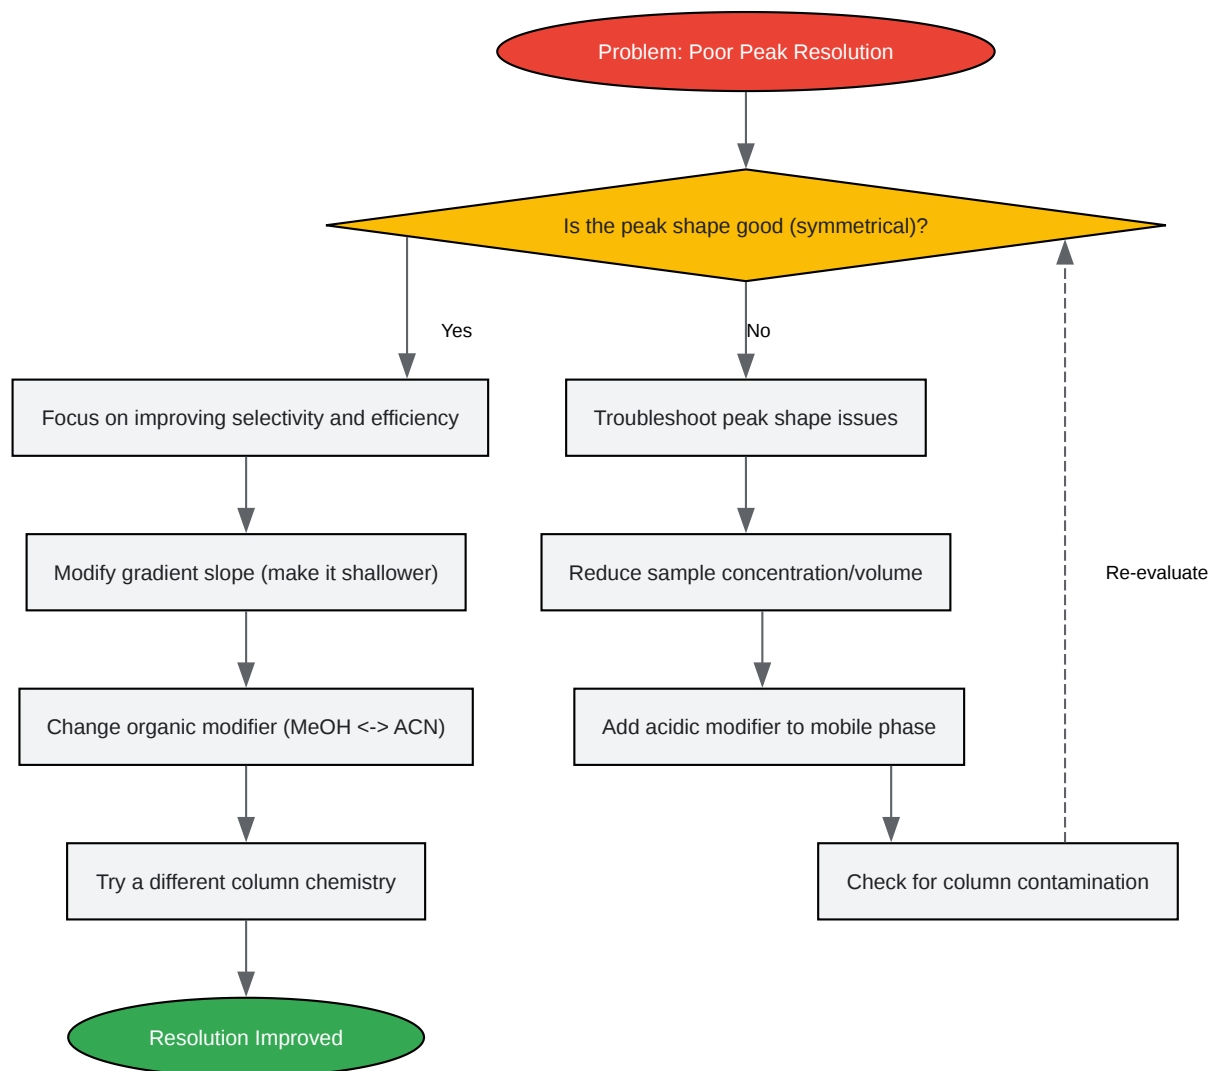 Problem: Poor Peak Resolution
Is the peak shape good (symmetrical)?
Yes
No
Focus on improving selectivity and efficiency
Troubleshoot peak shape issues
Modify gradient slope (make it shallower)
Reduce sample concentration/volume
Re-evaluate
Change organic modifier (MeOH <-> ACN)
Add acidic modifier to mobile phase
Try a different column chemistry
Check for column contamination
Resolution Improved